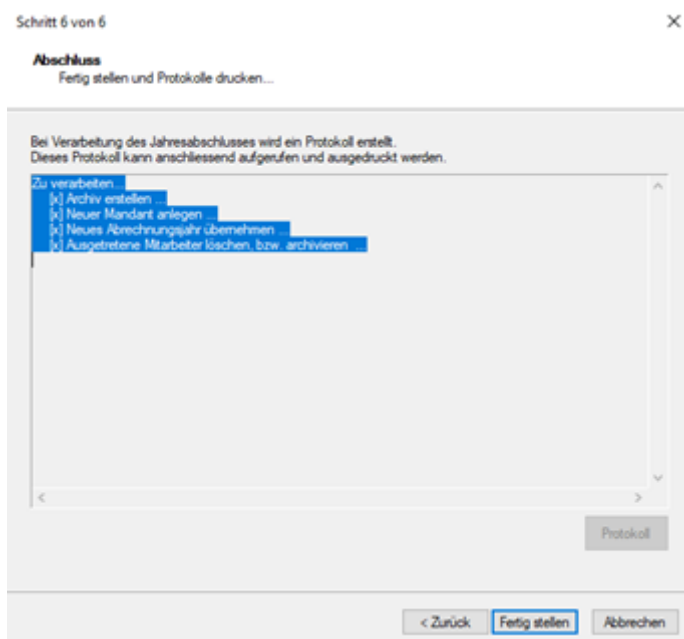 Schritt 6 von 6
Abschluss
Fertig stellen und Protokolle drucken...
Bei Verarbeitung des Jahresabschlusses wird ein Protokoll erstellt.
Dieses Protokoll kann anschliessend aufgerufen und ausgedruckt werden.
Zu verarbeiten...
[x] Archiv erstellen ...
[x] Neuer Mandant anlegen ...
[x] Neues Abrechnungsjahr übernehmen ...
[x] Ausgetretene Mitarbeiter löschen, bzw. archivieren ...
Protokoll
< Zurück Fertig stellen Abbrechen